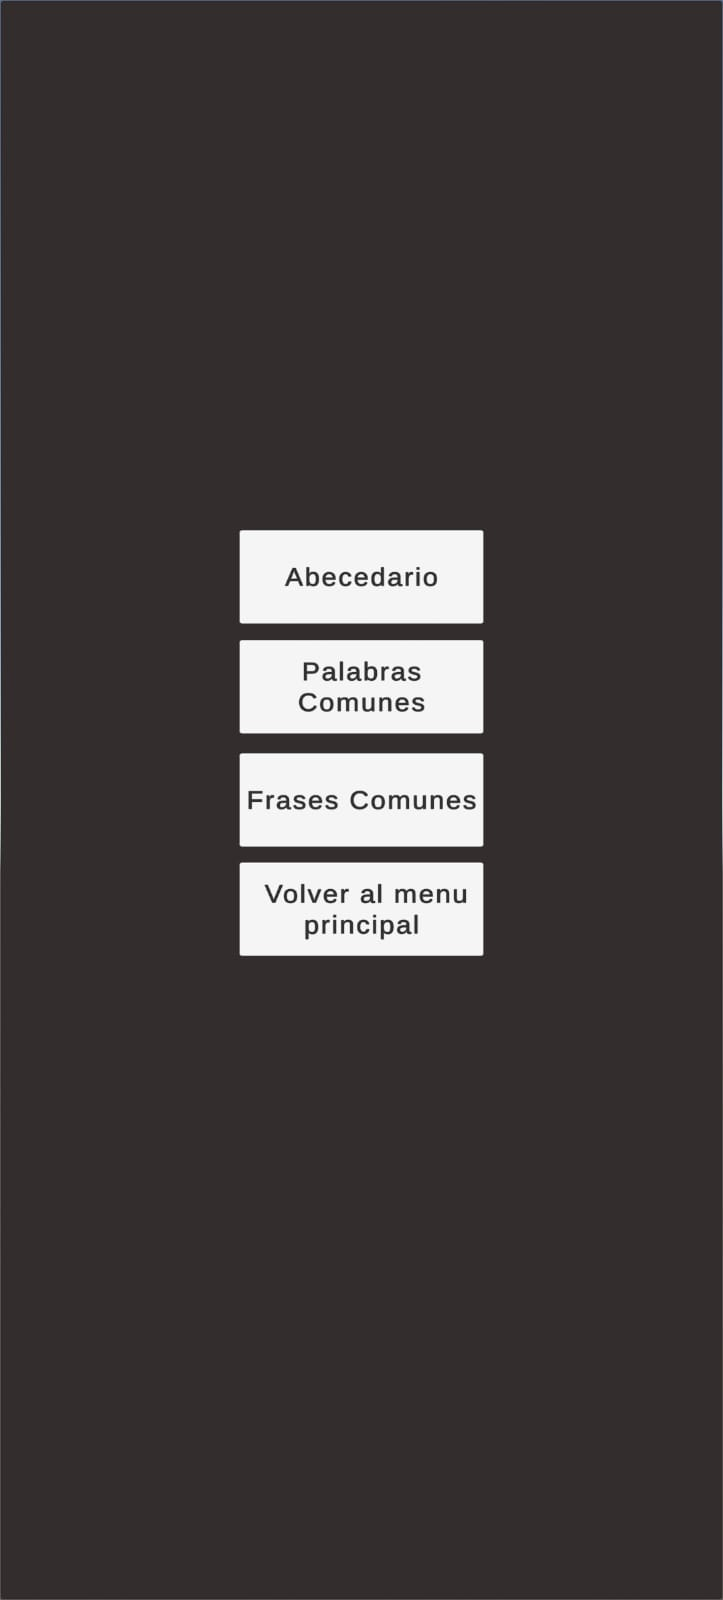 Abecedario
Palabras
Comunes
Frases Comunes
Volver al menu
principal